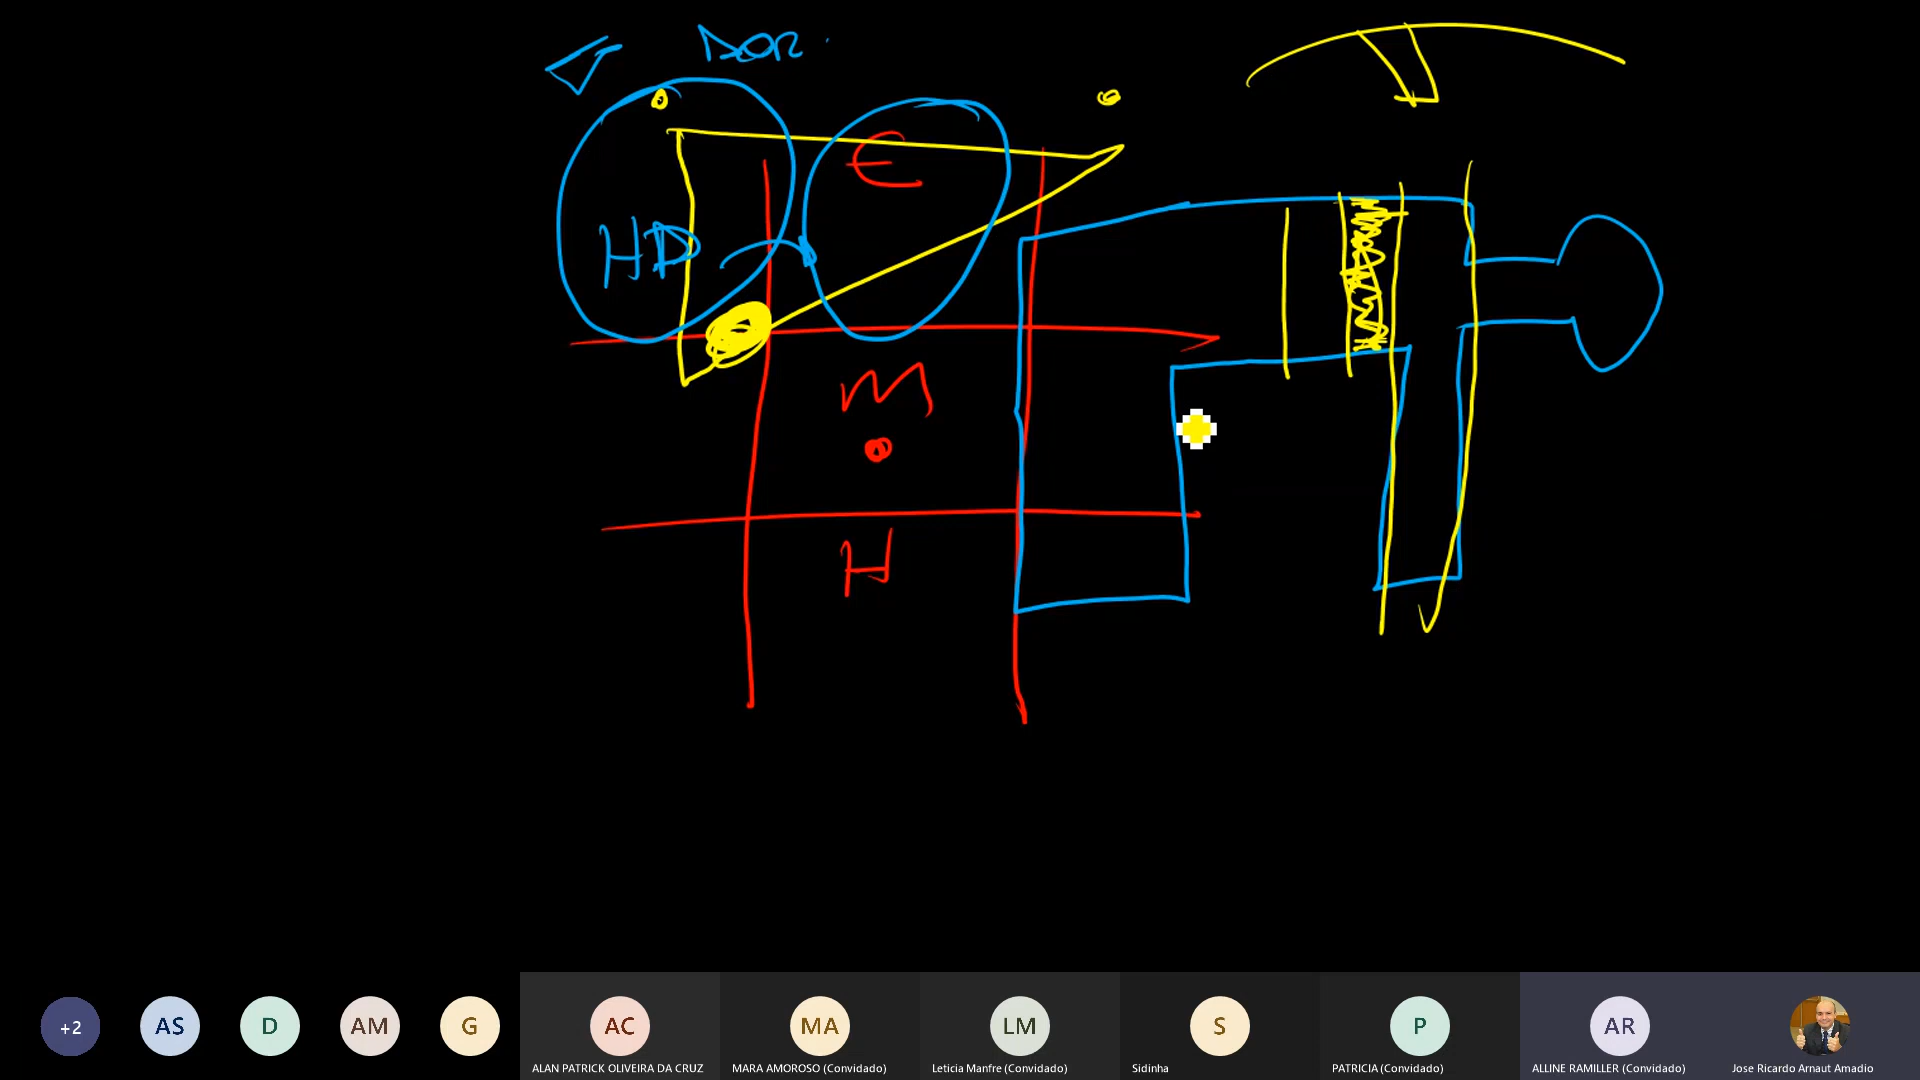 DOR
E
HD
M
H
+2
AS
D
AM
G
AC
MA
LM
S
P
AR
ALAN PATRICK OLIVEIRA DA CRUZ
MARA AMOROSO (Convidado)
Leticia Manfre (Convidado)
Sidinha
PATRICIA (Convidado)
ALLINE RAMILLER (Convidado)
Jose Ricardo Arnaut Amadio